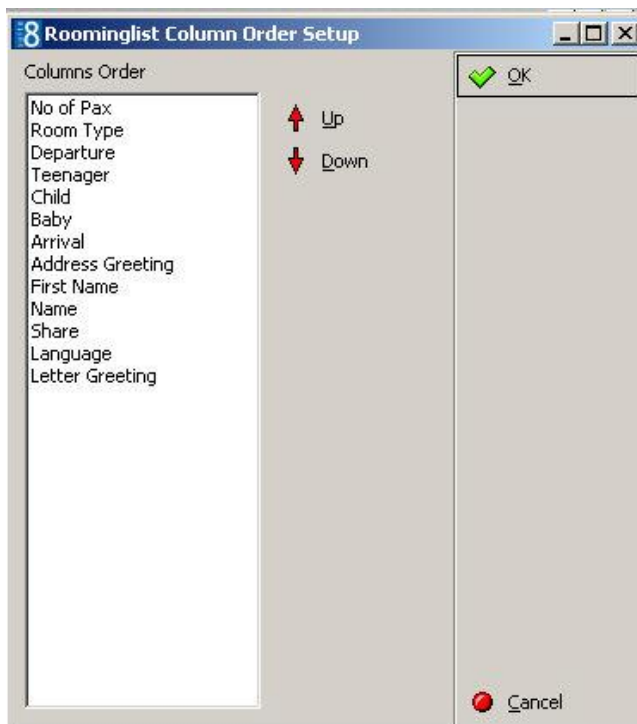 8 Roominglist Column Order Setup
Columns Order
No of Pax
Room Type
Departure
Teenager
Child
Baby
Arrival
Address Greeting
First Name
Name
Share
Language
Letter Greeting
Up
Down
OK
Cancel